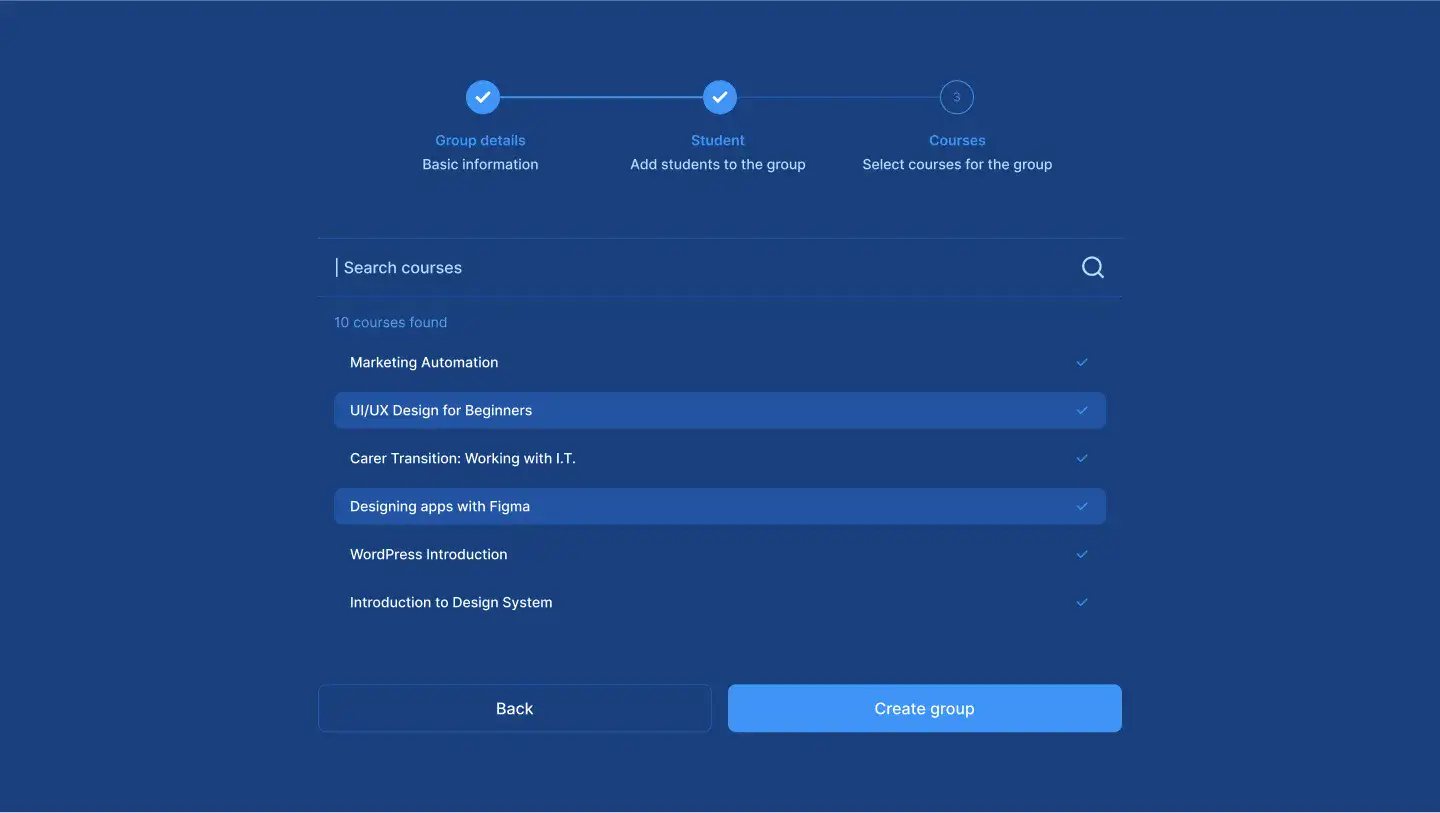 3
Group details
Basic information
Student
Add students to the group
Courses
Select courses for the group
Search courses
10 courses found
Marketing Automation
UI/UX Design for Beginners
Carer Transition: Working with I.T.
Designing apps with Figma
WordPress Introduction
Introduction to Design System
Back
Create group